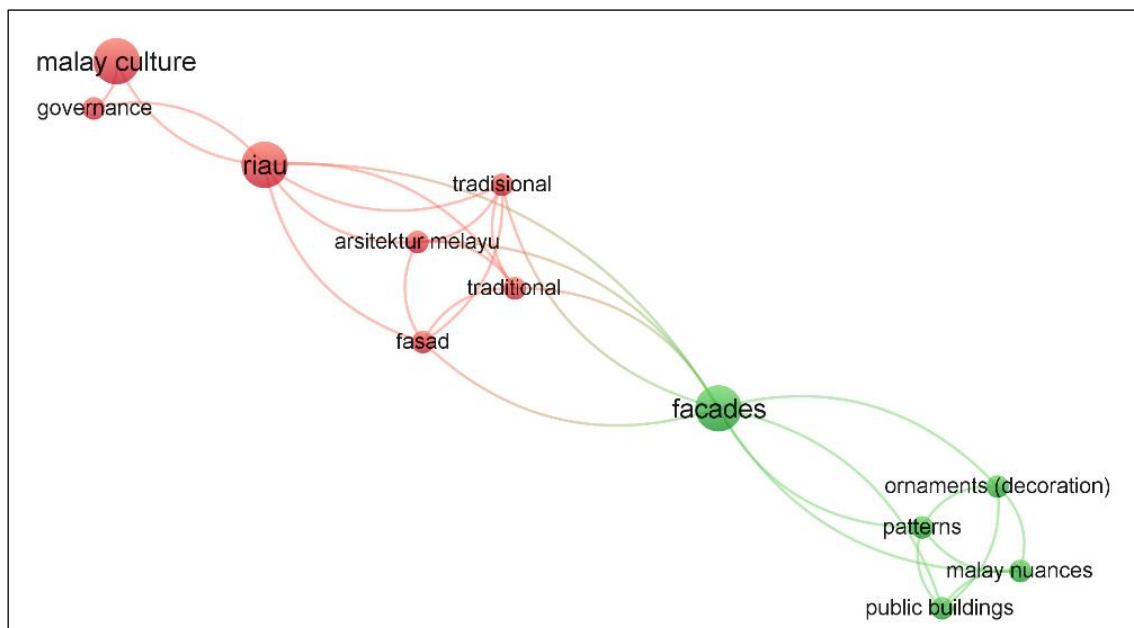 malay culture
governance
riau
tradisional
arsitektur melayu
traditional
fasad
facades
ornaments (decoration)
patterns
malay nuances
public buildings